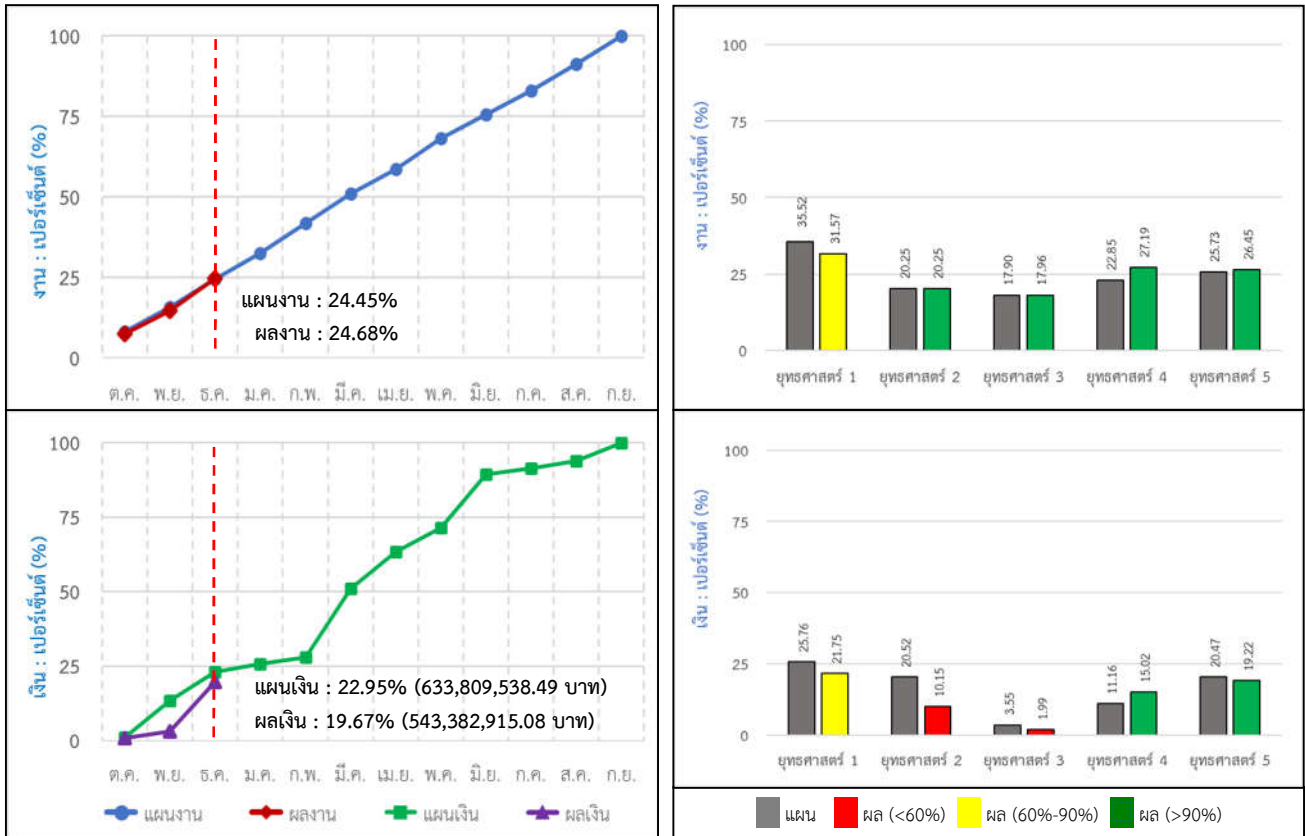 งาน : เปอร์เซ็นต์ (%)
100
75
50
25
0
แผนงาน : 24.45%
ผลงาน : 24.68%
ต.ค. พ.ย. ธ.ค. ม.ค. ก.พ. มี.ค. เม.ย. พ.ค. มิ.ย. ก.ค. ส.ค. ก.ย.
งาน : เปอร์เซ็นต์ (%)
100
75
50
25
0
35.52 31.57 20.25 20.25 17.90 17.96 22.85 27.19 25.73 26.45
ยุทธศาสตร์ 1 ยุทธศาสตร์ 2 ยุทธศาสตร์ 3 ยุทธศาสตร์ 4 ยุทธศาสตร์ 5
เงิน : เปอร์เซ็นต์ (%)
100
75
50
25
0
แผนเงิน : 22.95% (633,809,538.49 บาท)
ผลเงิน : 19.67% (543,382,915.08 บาท)
ต.ค. พ.ย. ธ.ค. ม.ค. ก.พ. มี.ค. เม.ย. พ.ค. มิ.ย. ก.ค. ส.ค. ก.ย.
แผนงาน ผลงาน แผนเงิน ผลเงิน
เงิน : เปอร์เซ็นต์ (%)
100
75
50
25
0
25.76 21.75 20.52 10.15 3.55 1.99 11.16 15.02 20.47 19.22
ยุทธศาสตร์ 1 ยุทธศาสตร์ 2 ยุทธศาสตร์ 3 ยุทธศาสตร์ 4 ยุทธศาสตร์ 5
แผน ผล (<60%) ผล (60%-90%) ผล (>90%)